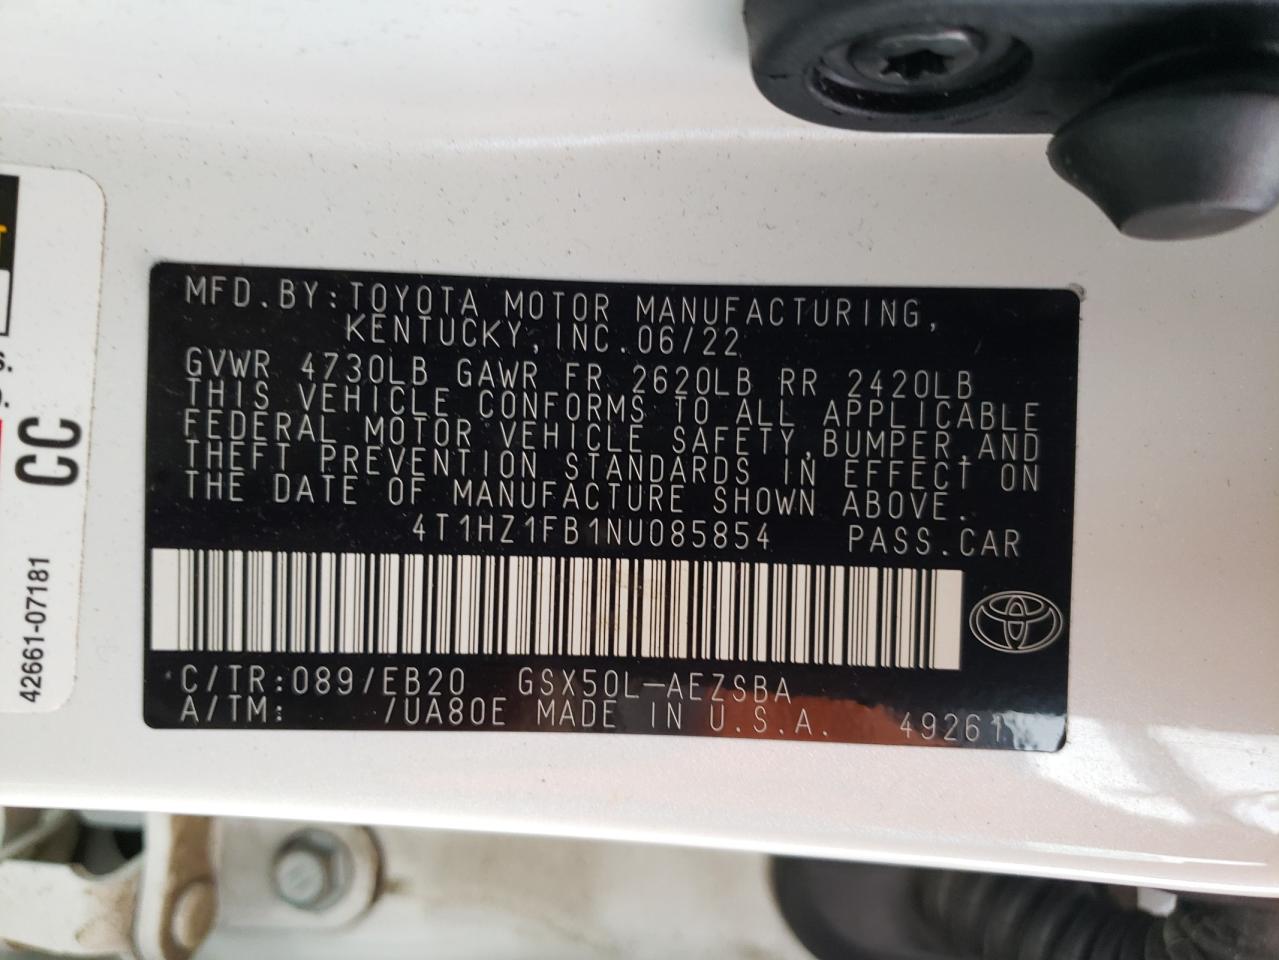 MFD.BY:TOYOTA MOTOR MANUFACTURING,
KENTUCKY,INC.06/22
GVWR 4730LB GAWR FR 2620LB RR 2420LB
THIS VEHICLE CONFORMS TO ALL APPLICABLE
FEDERAL MOTOR VEHICLE SAFETY,BUMPER,AND
THEFT PREVENTION STANDARDS IN EFFECT ON
THE DATE OF MANUFACTURE SHOWN ABOVE.
4T1HZ1FB1NU085854 PASS.CAR
C/TR:089/EB20 GSX50L-AEZSBA
A/TM: /UA80E MADE IN U.S.A. 49261
CC
42661-07181